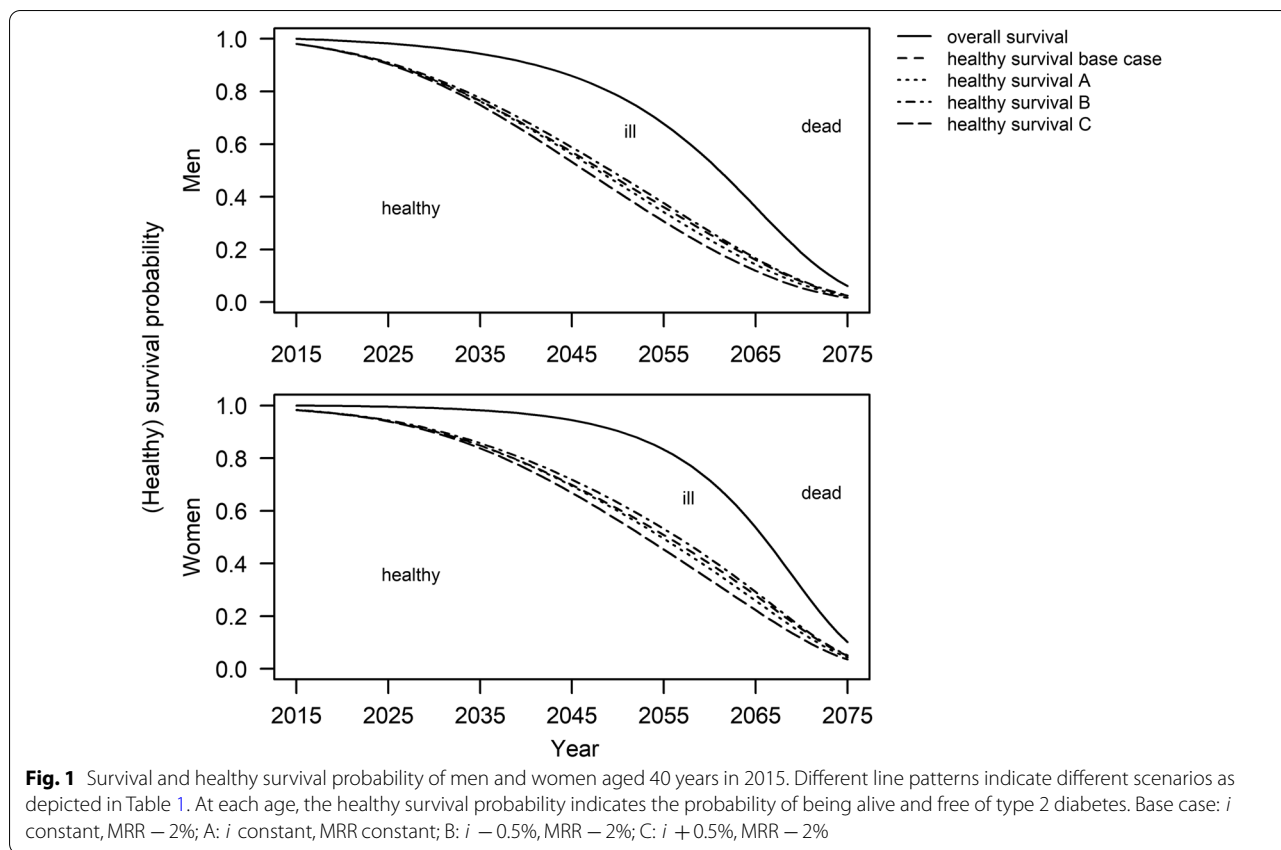 1.0
0.8
0.6
0.4
0.2
0.0
Men
healthy
ill
dead
2015 2025 2035 2045 2055 2065 2075
overall survival
healthy survival base case
healthy survival A
healthy survival B
healthy survival C
(Healthy) survival probability
1.0
0.8
0.6
0.4
0.2
0.0
Women
healthy
ill
dead
2015 2025 2035 2045 2055 2065 2075
Year
Fig. 1 Survival and healthy survival probability of men and women aged 40 years in 2015. Different line patterns indicate different scenarios as
depicted in Table 1. At each age, the healthy survival probability indicates the probability of being alive and free of type 2 diabetes. Base case: i
constant, MRR − 2%; A: i constant, MRR constant; B: i − 0.5%, MRR − 2%; C: i + 0.5%, MRR − 2%